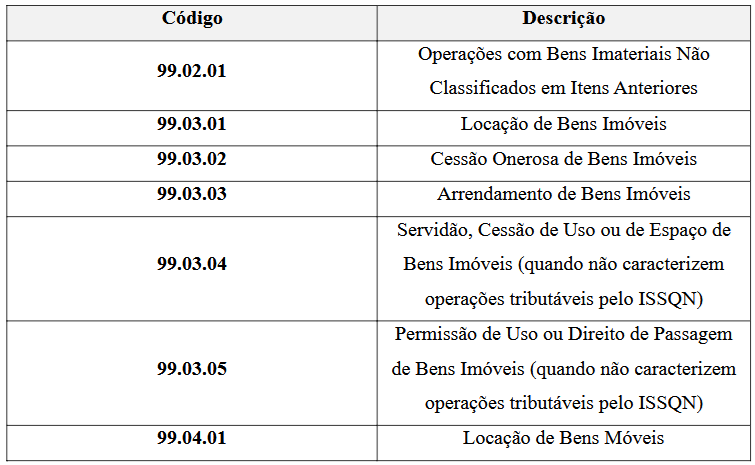 Código Descrição
99.02.01 Operações com Bens Imateriais Não
Classificados em Itens Anteriores
99.03.01 Locação de Bens Imóveis
99.03.02 Cessão Onerosa de Bens Imóveis
99.03.03 Arrendamento de Bens Imóveis
99.03.04 Servidão, Cessão de Uso ou de Espaço de
Bens Imóveis (quando não caracterizem
operações tributáveis pelo ISSQN)
99.03.05 Permissão de Uso ou Direito de Passagem
de Bens Imóveis (quando não caracterizem
operações tributáveis pelo ISSQN)
99.04.01 Locação de Bens Móveis